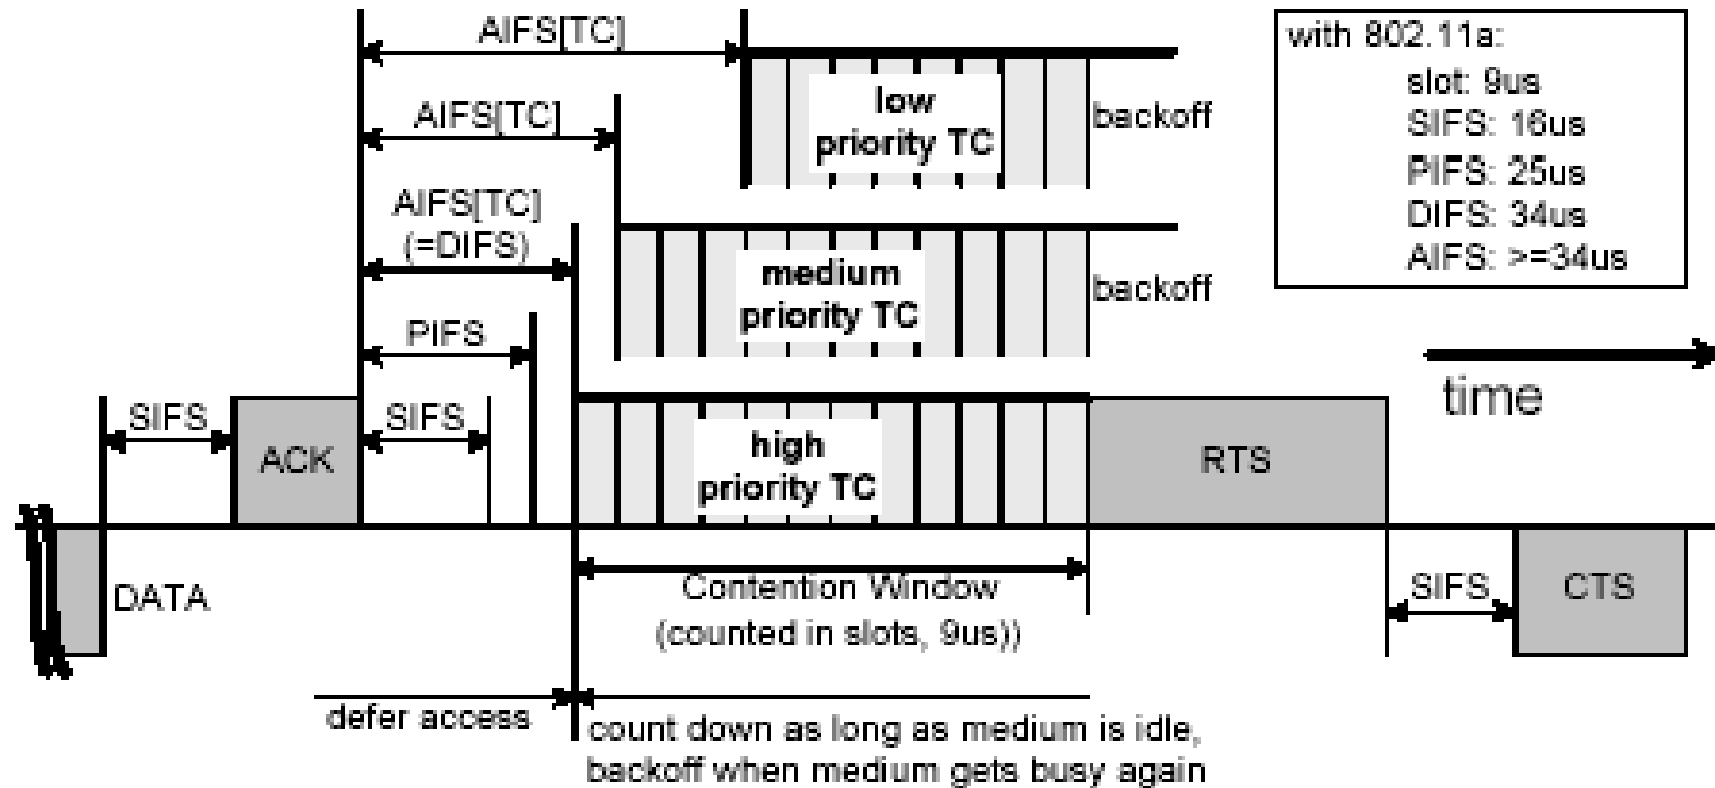 AIFS[TC]
low
priority TC
backoff
with 802.11a:
slot: 9us
SIFS: 16us
PIFS: 25us
DIFS: 34us
AIFS: >=34us
AIFS[TC]
medium
priority TC
backoff
AIFS[TC]
(=DIFS)
PIFS
time
SIFS
ACK
SIFS
high
priority TC
RTS
DATA
Contention Window
(counted in slots, 9us))
SIFS
CTS
defer access
count down as long as medium is idle,
backoff when medium gets busy again